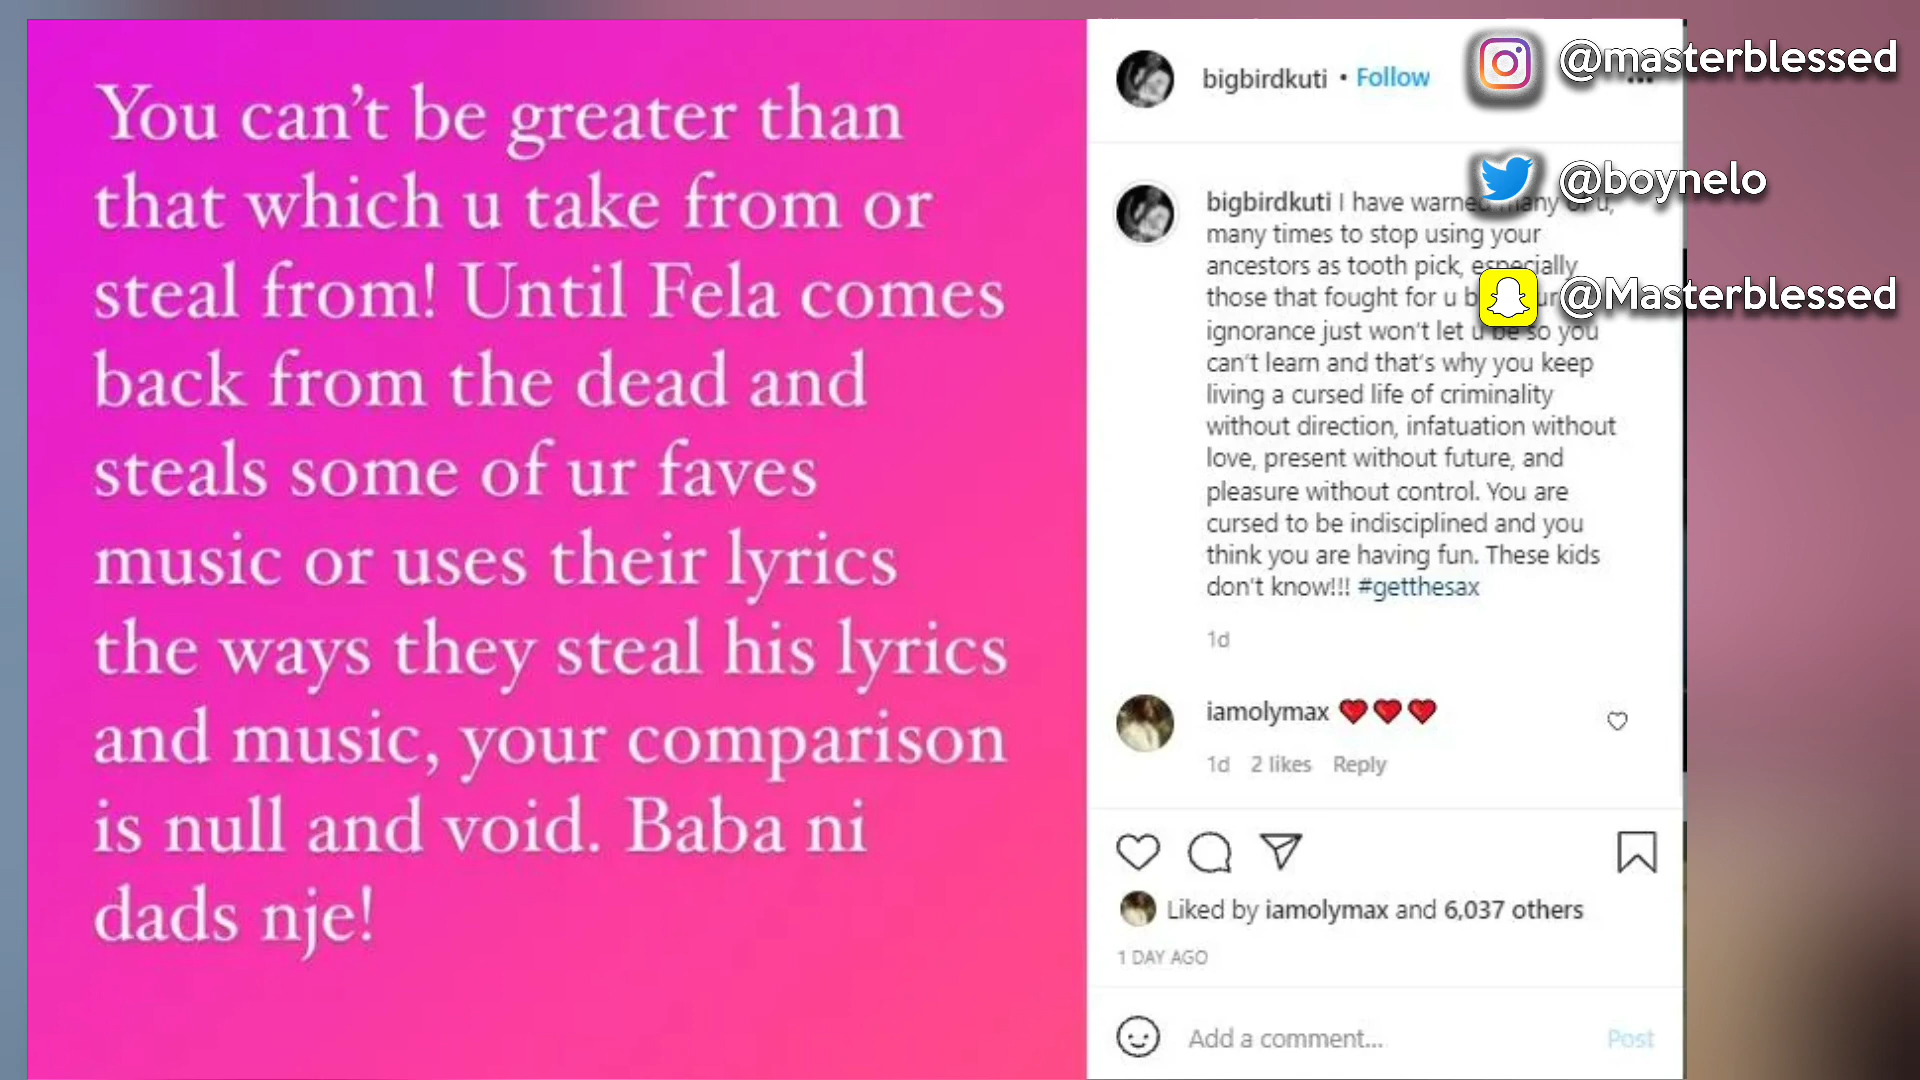 You can't be greater than
that which u take from or
steal from! Until Fela comes
back from the dead and
steals some of ur faves
music or uses their lyrics
the ways they steal his lyrics
and music, your comparison
is null and void. Baba ni
dads nje!
bigbirdkuti • Follow
bigbirdkuti I have warned many of u,
many times to stop using your
ancestors as tooth pick, especially
those that fought for u
ignorance just won't let u be so you
can't learn and that's why you keep
living a cursed life of criminality
without direction, infatuation without
love, present without future, and
pleasure without control. You are
cursed to be indisciplined and you
think you are having fun. These kids
don't know!!! #getthesax
1d
iamolymax
1d 2 likes Reply
Liked by iamolymax and 6,037 others
1 DAY AGO
Add a comment... Post
@masterblessed
@boynelo
@Masterblessed